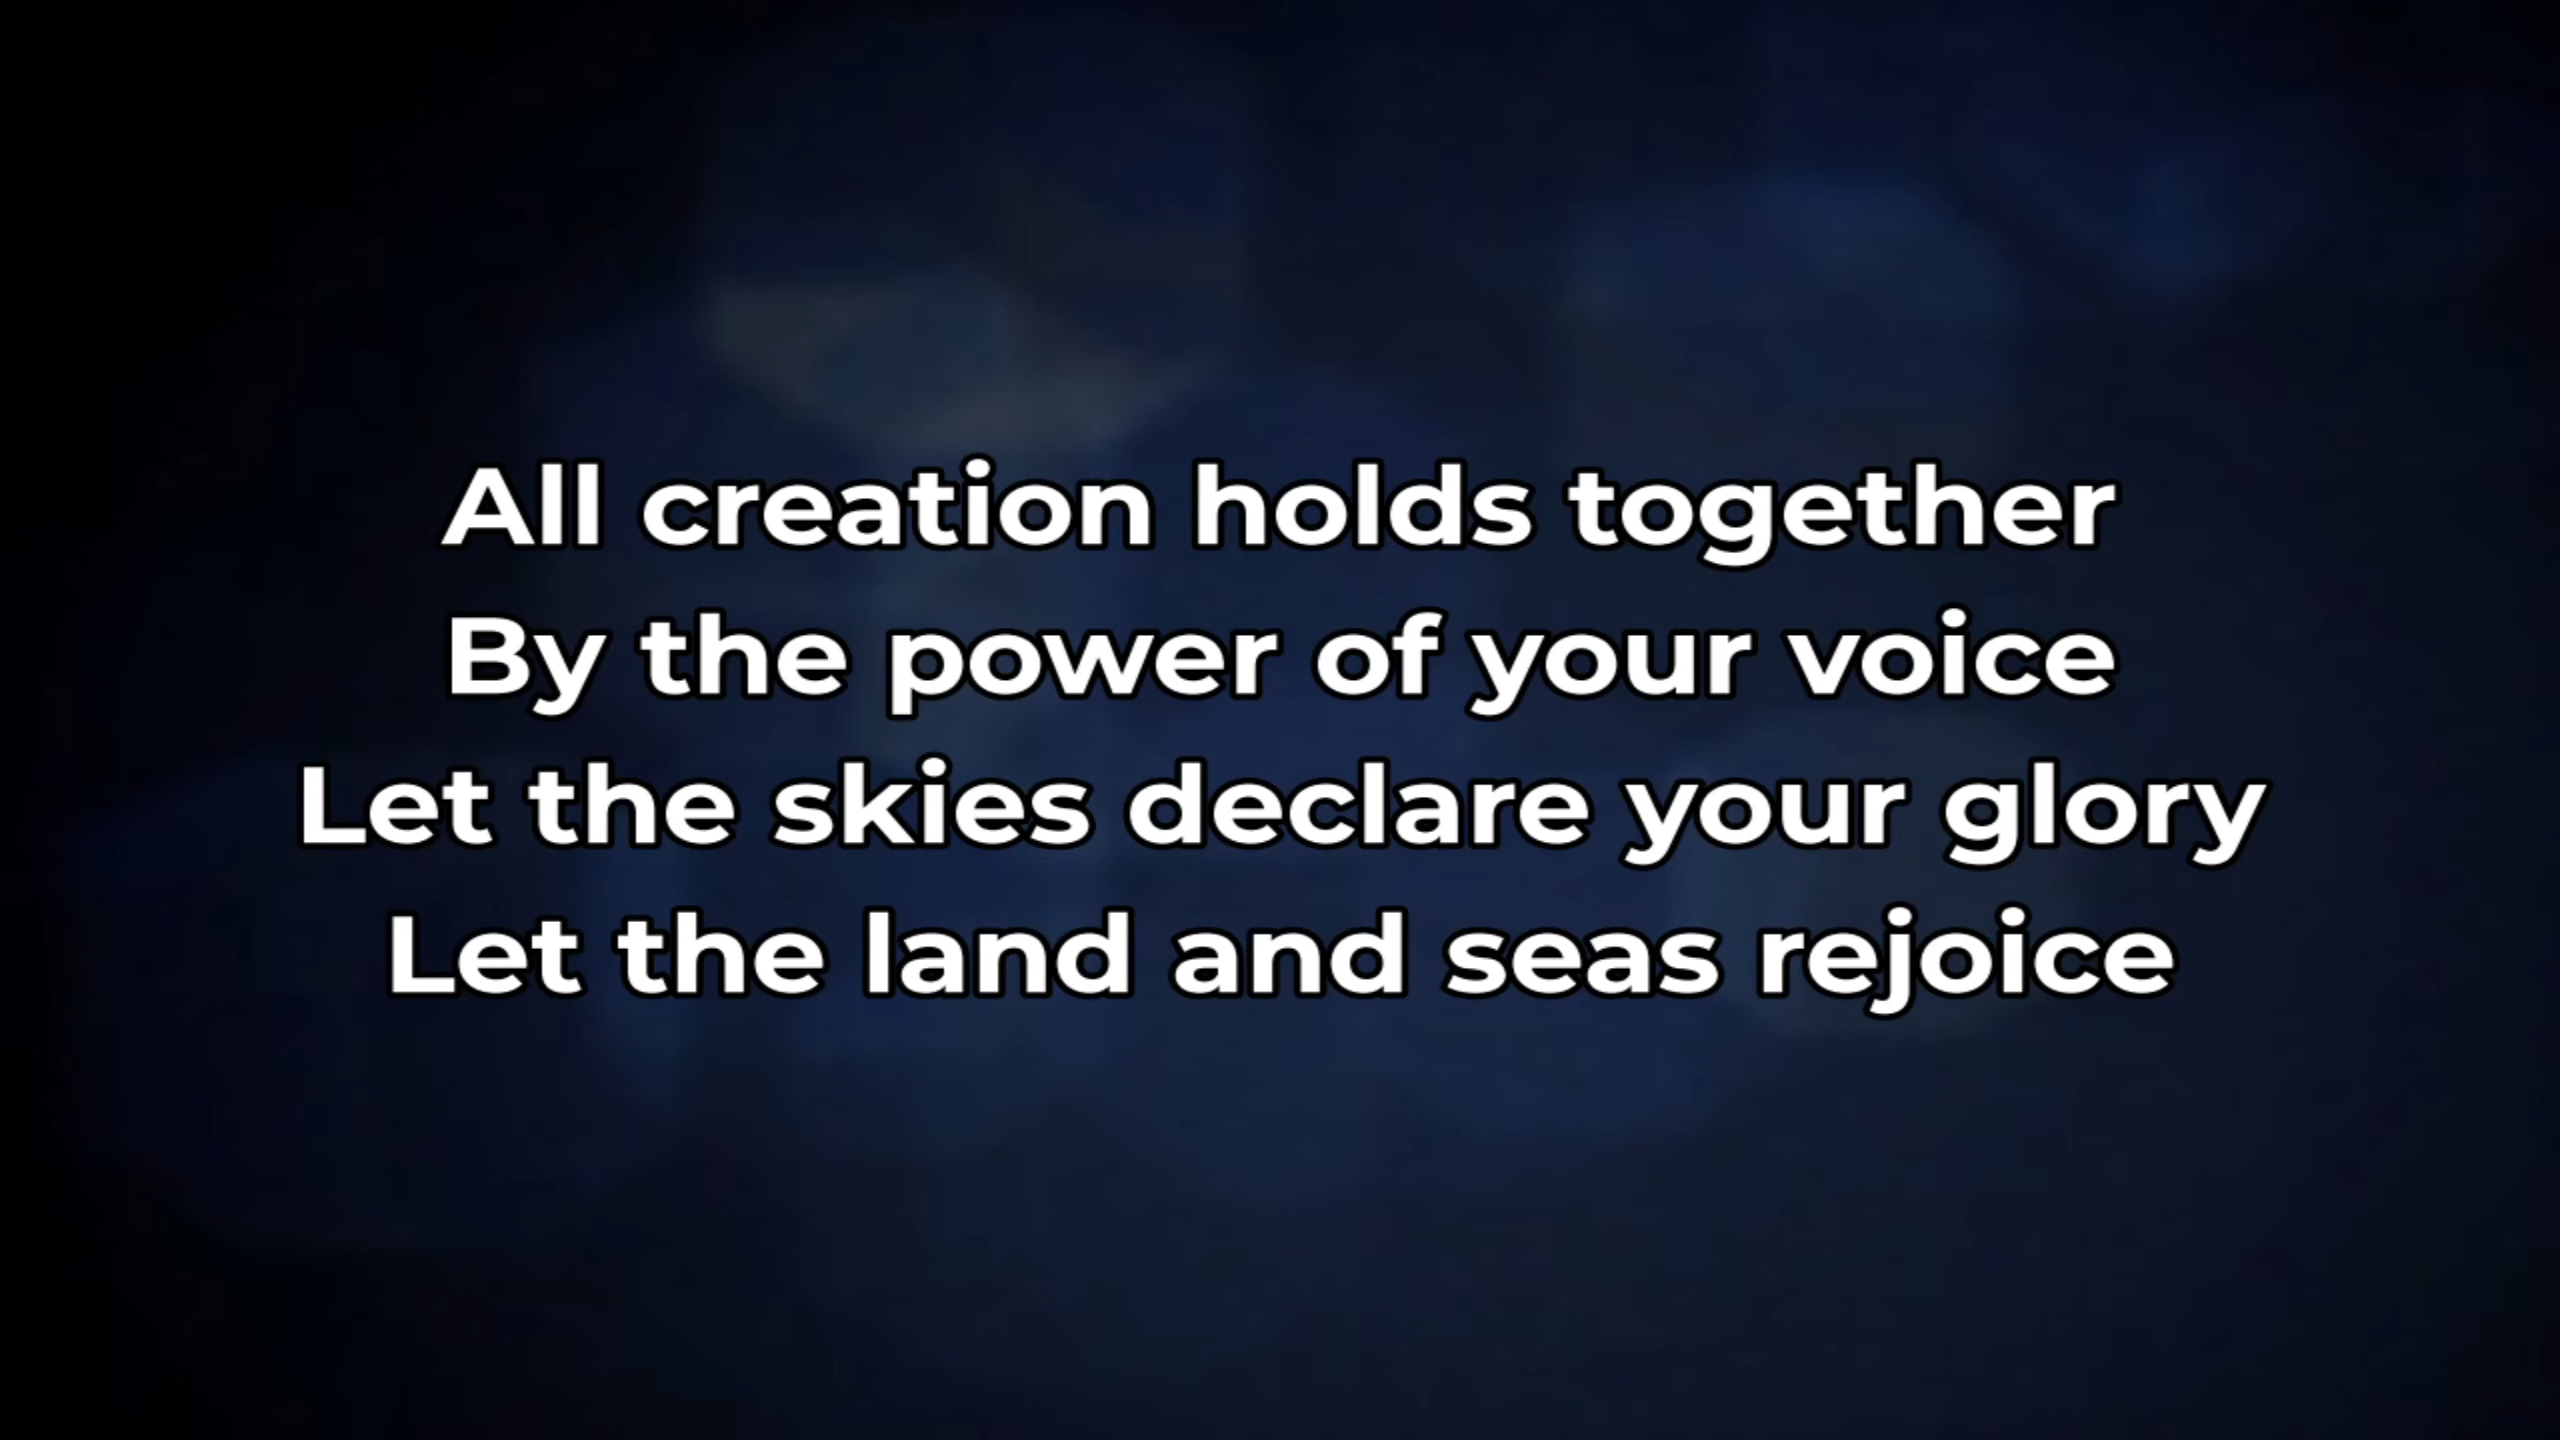 All creation holds together
By the power of your voice
Let the skies declare your glory
Let the land and seas rejoice